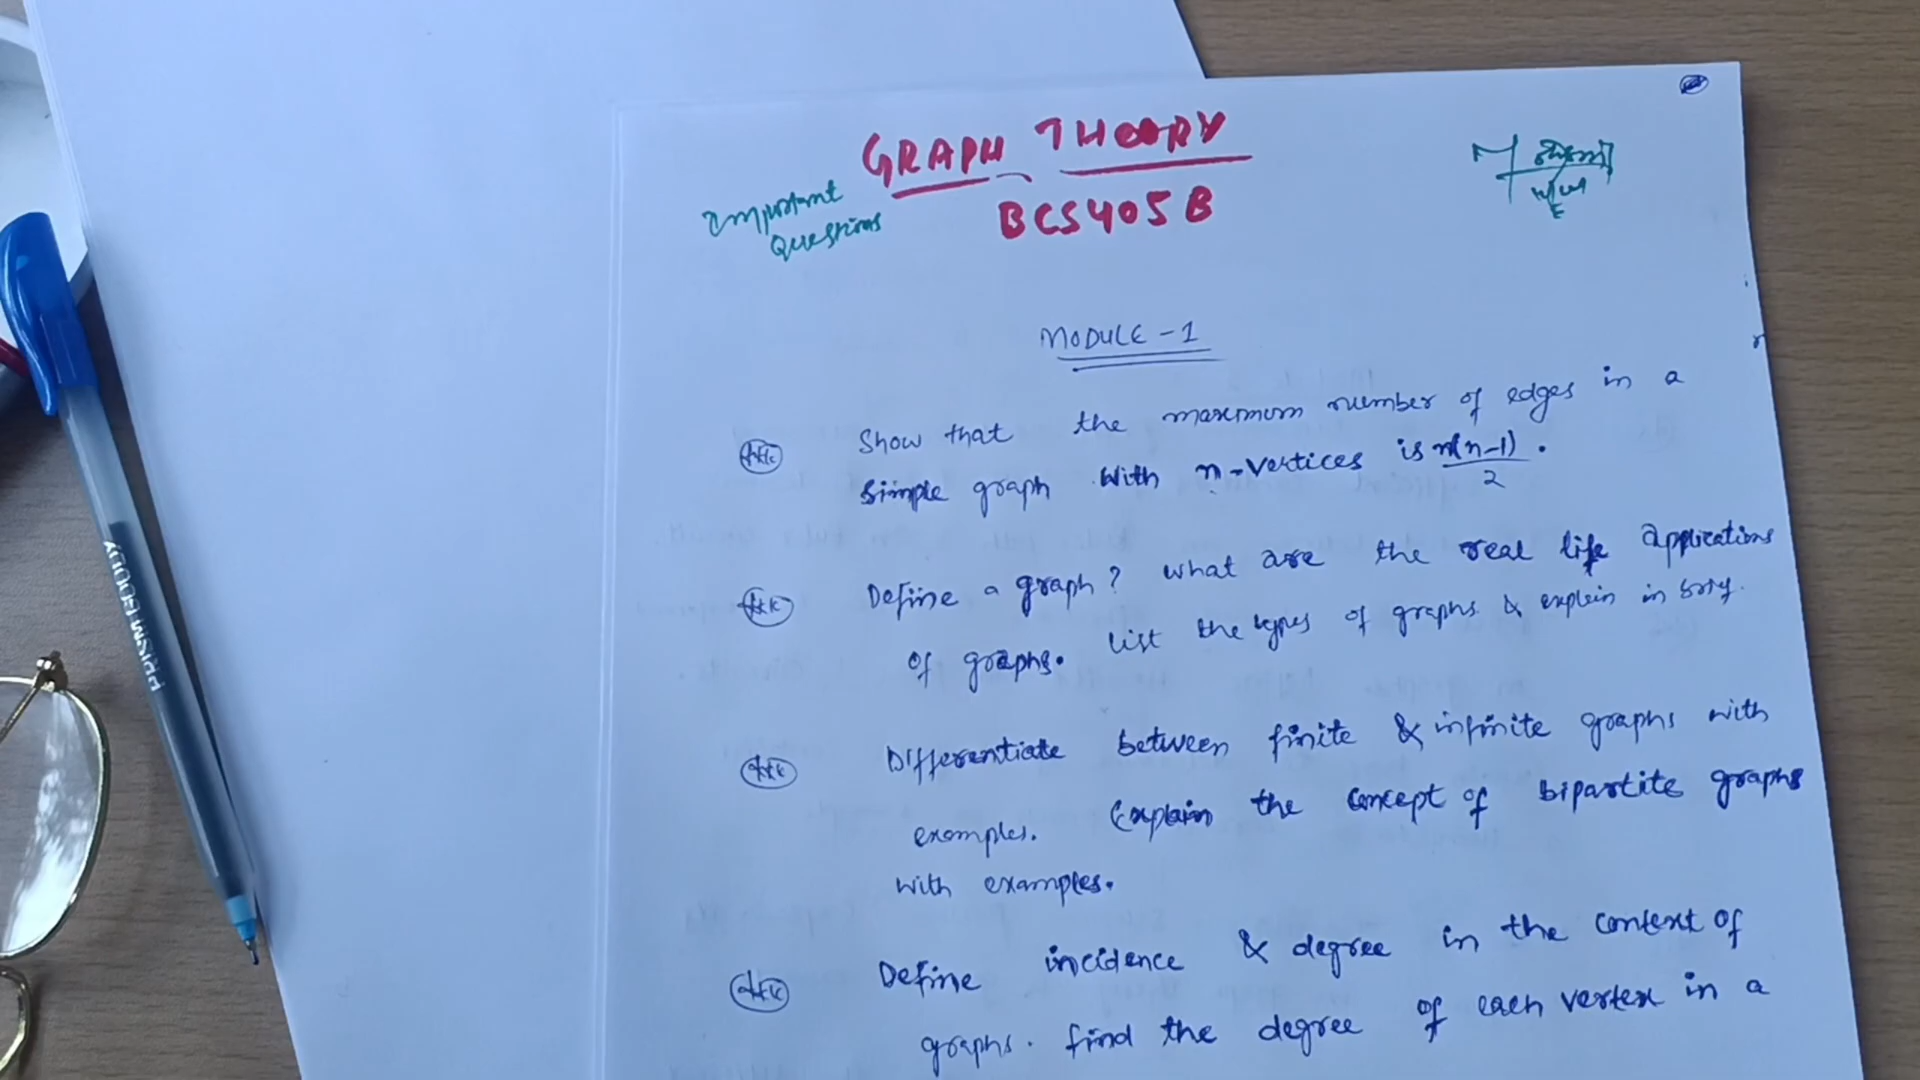 GRAPH THEORY
Important
Questions
BCS405B
MODULE-1
Show that the maximum number of edges in a
simple graph with n-vertices is n(n-1)/2.
Define a graph? What are the real life applications
of graphs. List the types of graphs & explain in
Differentiate between finite & infinite graphs with
examples. Explain the concept of bipartite graphs
with examples.
Define incidence & degree in the context of
graphs. Find the degree of each vertex in a
PRISM